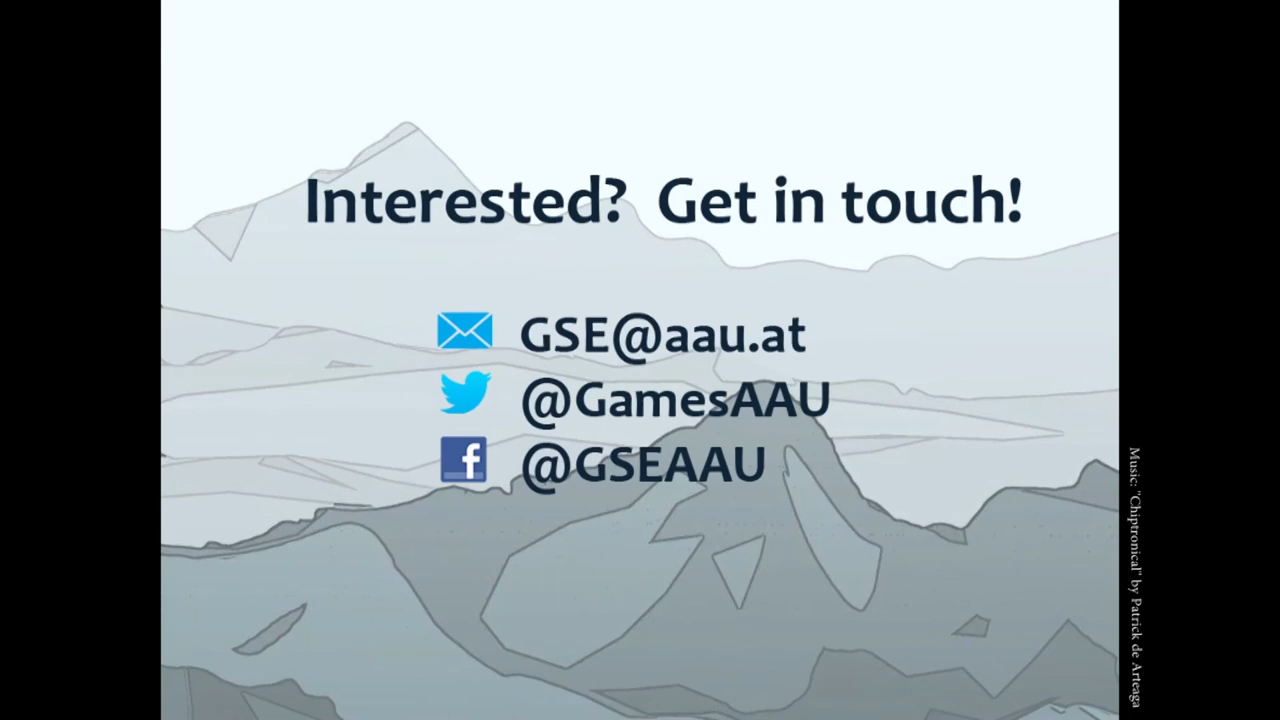 Interested? Get in touch!
GSE@aau.at
@GamesAAU
@GSEAAU
Music: "Chiptronical" by Patrick de Arteaga